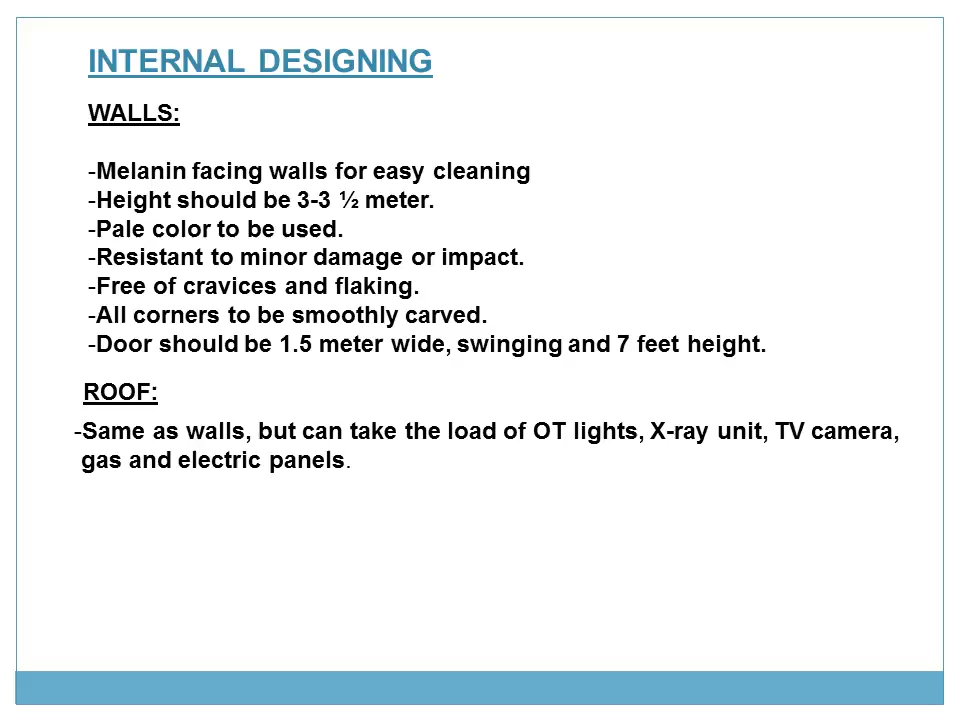 INTERNAL DESIGNING
WALLS:
-Melanin facing walls for easy cleaning
-Height should be 3-3 ½ meter.
-Pale color to be used.
-Resistant to minor damage or impact.
-Free of cravices and flaking.
-All corners to be smoothly carved.
-Door should be 1.5 meter wide, swinging and 7 feet height.
ROOF:
-Same as walls, but can take the load of OT lights, X-ray unit, TV camera,
gas and electric panels.